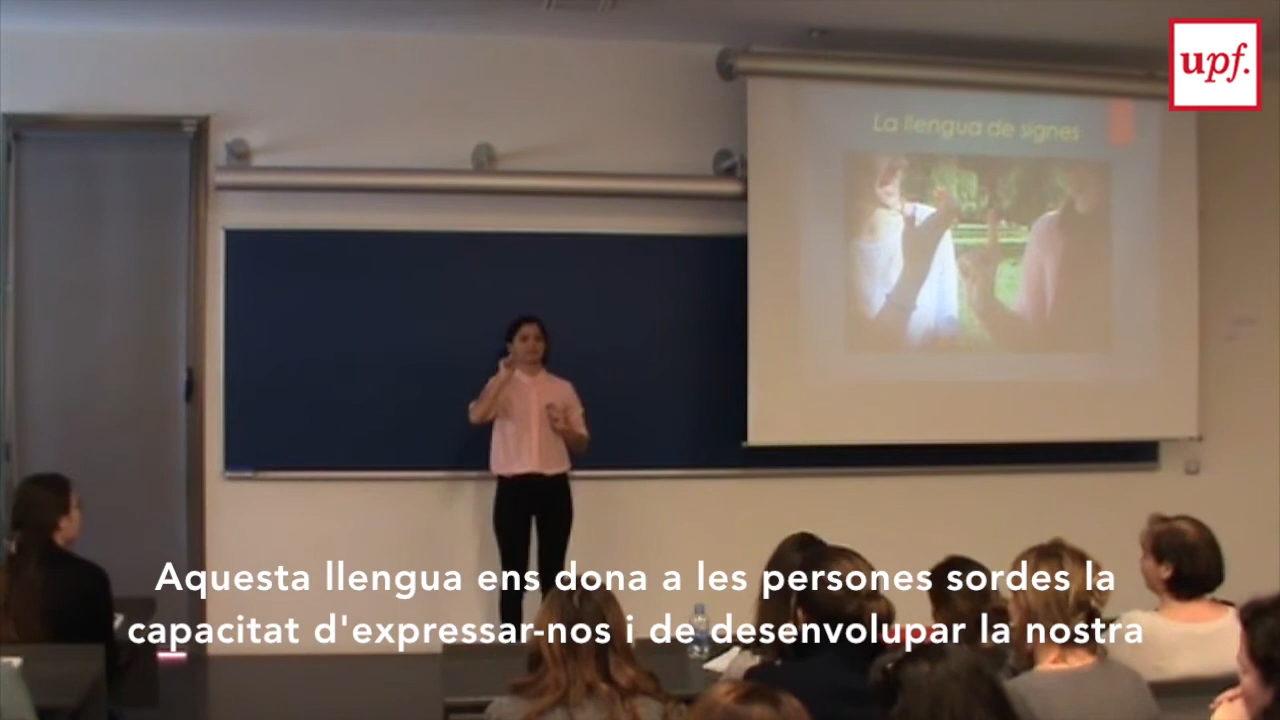 upf.
La llengua de signes
Aquesta llengua ens dona a les persones sordes la
capacitat d'expressar-nos i de desenvolupar la nostra